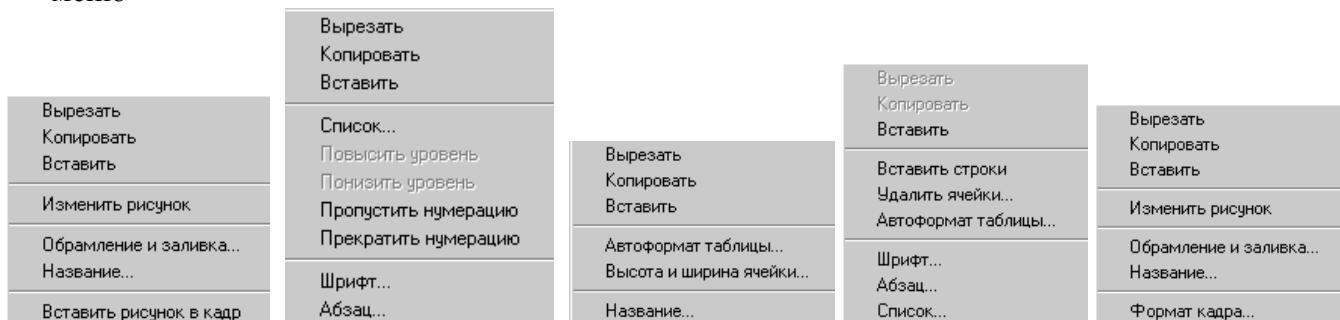 меню
Вырезать
Копировать
Вставить
Изменить рисунок
Обрамление и заливка...
Название...
Вставить рисунок в кадр
Вырезать
Копировать
Вставить
Список...
Повысить уровень
Понизить уровень
Пропустить нумерацию
Прекратить нумерацию
Шрифт...
Абзац...
Вырезать
Копировать
Вставить
Автоформат таблицы...
Высота и ширина ячейки...
Название...
Вырезать
Копировать
Вставить
Вставить строки
Удалить ячейки...
Автоформат таблицы...
Шрифт...
Абзац...
Список...
Вырезать
Копировать
Вставить
Изменить рисунок
Обрамление и заливка...
Название...
Формат кадра...